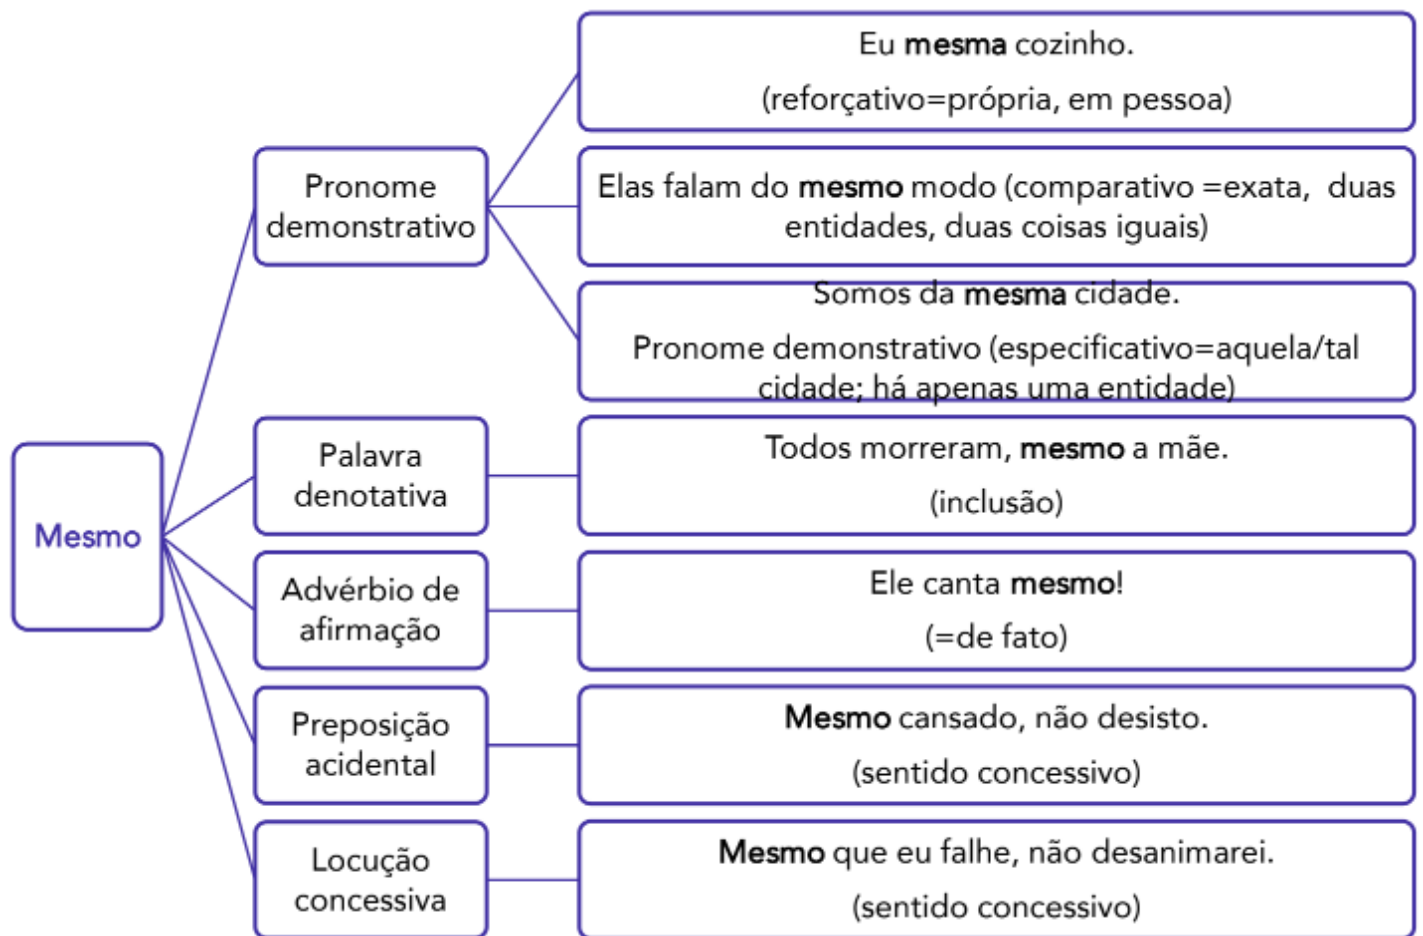 Mesmo
Pronome
demonstrativo
Eu mesma cozinho.
(reforçativo=própria, em pessoa)
Elas falam do mesmo modo (comparativo =exata, duas
entidades, duas coisas iguais)
Somos da mesma cidade.
Pronome demonstrativo (especificativo=aquela/tal
cidade; há apenas uma entidade)
Palavra
denotativa
Todos morreram, mesmo a mãe.
(inclusão)
Advérbio de
afirmação
Ele canta mesmo!
(=de fato)
Preposição
acidental
Mesmo cansado, não desisto.
(sentido concessivo)
Locução
concessiva
Mesmo que eu falhe, não desanimarei.
(sentido concessivo)